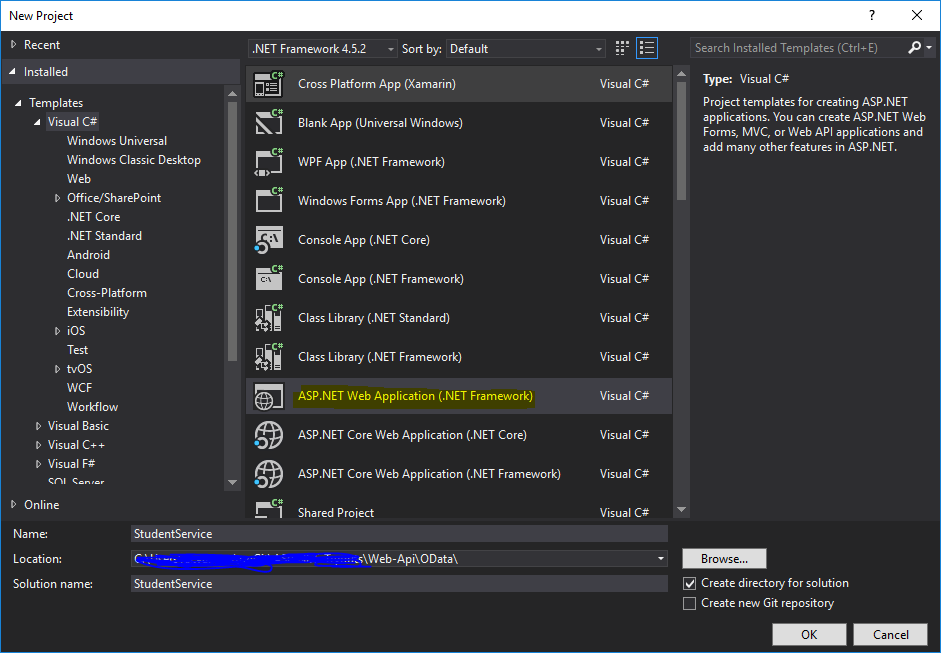 New Project
?
Recent
.NET Framework 4.5.2
Sort by:
Default
Search Installed Templates (Ctrl+E)
Installed
Templates
Visual C#
Windows Universal
Windows Classic Desktop
Web
Office/SharePoint
.NET Core
.NET Standard
Android
Cloud
Cross-Platform
Extensibility
iOS
Test
tvOS
WCF
Workflow
Visual Basic
Visual C++
Visual F#
SQL Server
Online
Cross Platform App (Xamarin) Visual C#
Blank App (Universal Windows) Visual C#
WPF App (.NET Framework) Visual C#
Windows Forms App (.NET Framework) Visual C#
Console App (.NET Core) Visual C#
Console App (.NET Framework) Visual C#
Class Library (.NET Standard) Visual C#
Class Library (.NET Framework) Visual C#
ASP.NET Web Application (.NET Framework) Visual C#
ASP.NET Core Web Application (.NET Core) Visual C#
ASP.NET Core Web Application (.NET Framework) Visual C#
Shared Project Visual C#
Type: Visual C#
Project templates for creating ASP.NET
applications. You can create ASP.NET Web
Forms, MVC, or Web API applications and
add many other features in ASP.NET.
Name: StudentService
Location: \Web-Api\OData\
Browse...
Solution name: StudentService
Create directory for solution
Create new Git repository
OK
Cancel